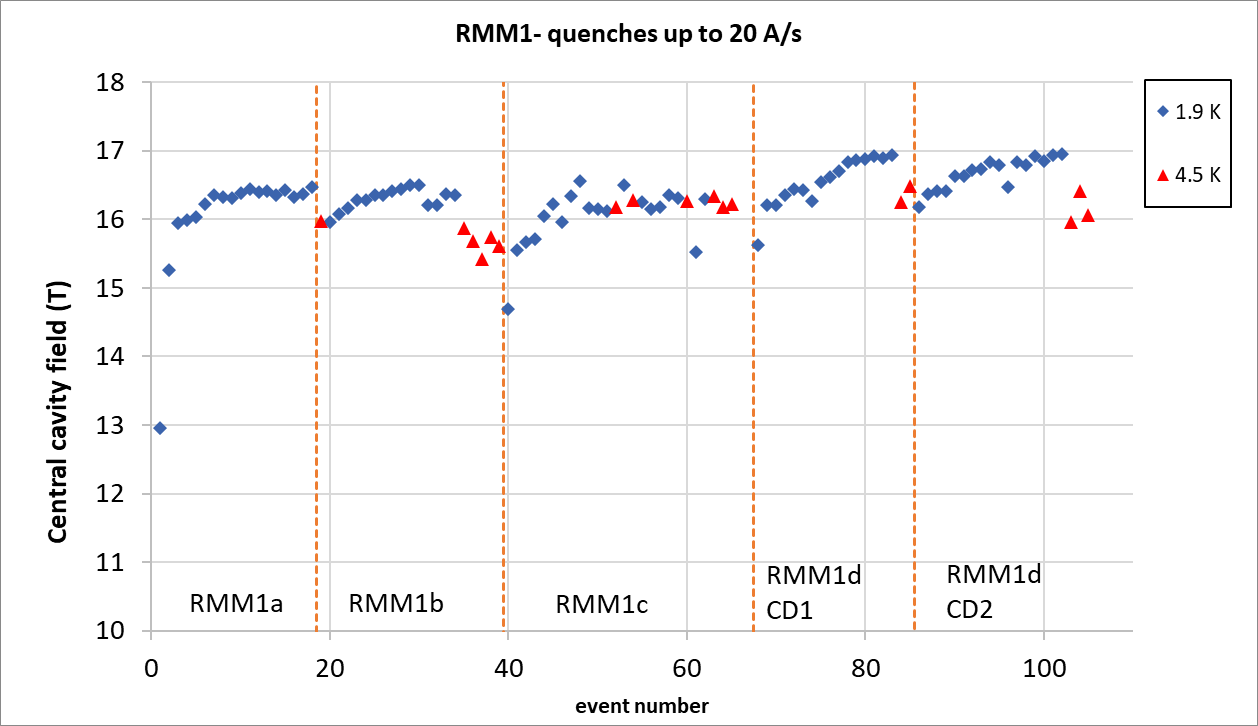 RMM1- quenches up to 20 A/s
18
17
16
15
14
13
12
11
10
Central cavity field (T)
RMM1a
RMM1b
RMM1c
RMM1d
CD1
RMM1d
CD2
0
20
40
60
80
100
event number
1.9 K
4.5 K